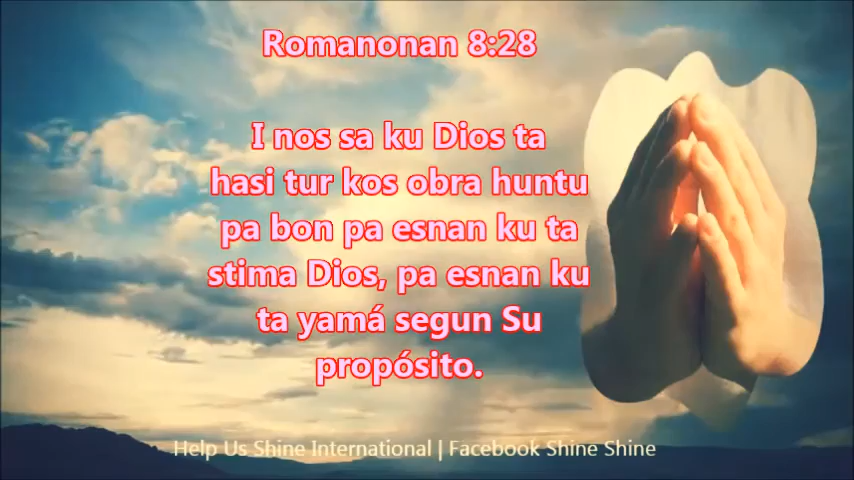 Romanonan 8:28
I nos sa ku Dios ta
hasi tur kos obra huntu
pa bon pa esnan ku ta
stima Dios, pa esnan ku
ta yamá segun Su
propósito.
Help Us Shine International | Facebook Shine Shine